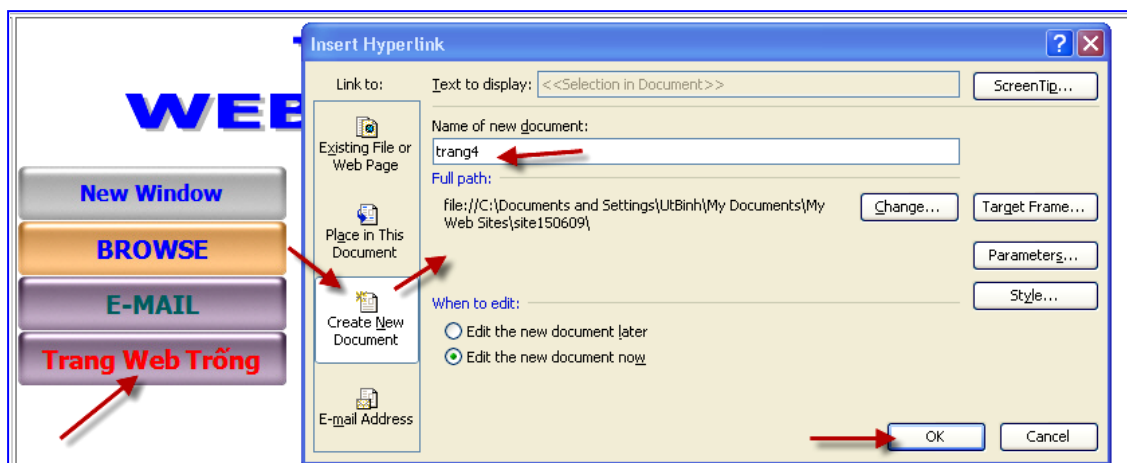 WEB
New Window
BROWSE
E-MAIL
Trang Web Trống
Insert Hyperlink
Link to:
Existing File or
Web Page
Place in This
Document
Create New
Document
E-mail Address
Text to display: <<Selection in Document>>
ScreenTip...
Name of new document:
trang4
Full path:
file://C:\Documents and Settings\UtBinh\My Documents\My
Web Sites\site150609\
Change...
Target Frame...
Parameters...
Style...
When to edit:
Edit the new document later
Edit the new document now
OK
Cancel